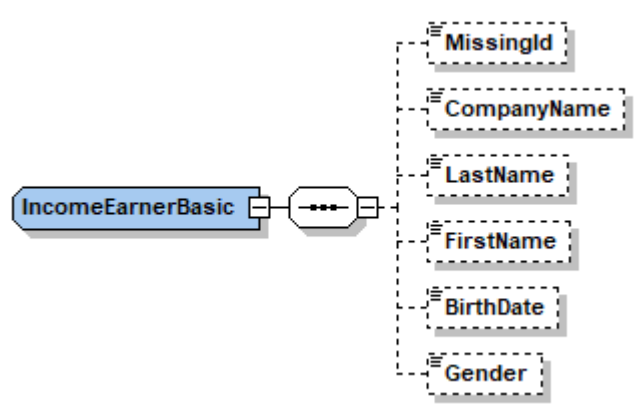 MissingId
CompanyName
LastName
IncomeEarnerBasic
FirstName
BirthDate
Gender